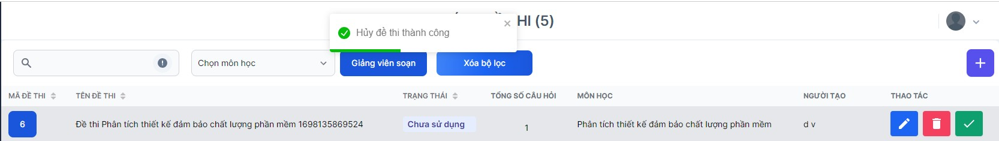 HI (5)
Hủy đề thi thành công
Chọn môn học
Giảng viên soạn
Xóa bộ lọc
MÃ ĐỀ THI TÊN ĐỀ THI TRẠNG THÁI TỔNG SỐ CÂU HỎI MÔN HỌC NGƯỜI TẠO THAO TÁC
6 Đề thi Phân tích thiết kế đảm bảo chất lượng phần mềm 1698135869524 Chưa sử dụng 1 Phân tích thiết kế đảm bảo chất lượng phần mềm d v